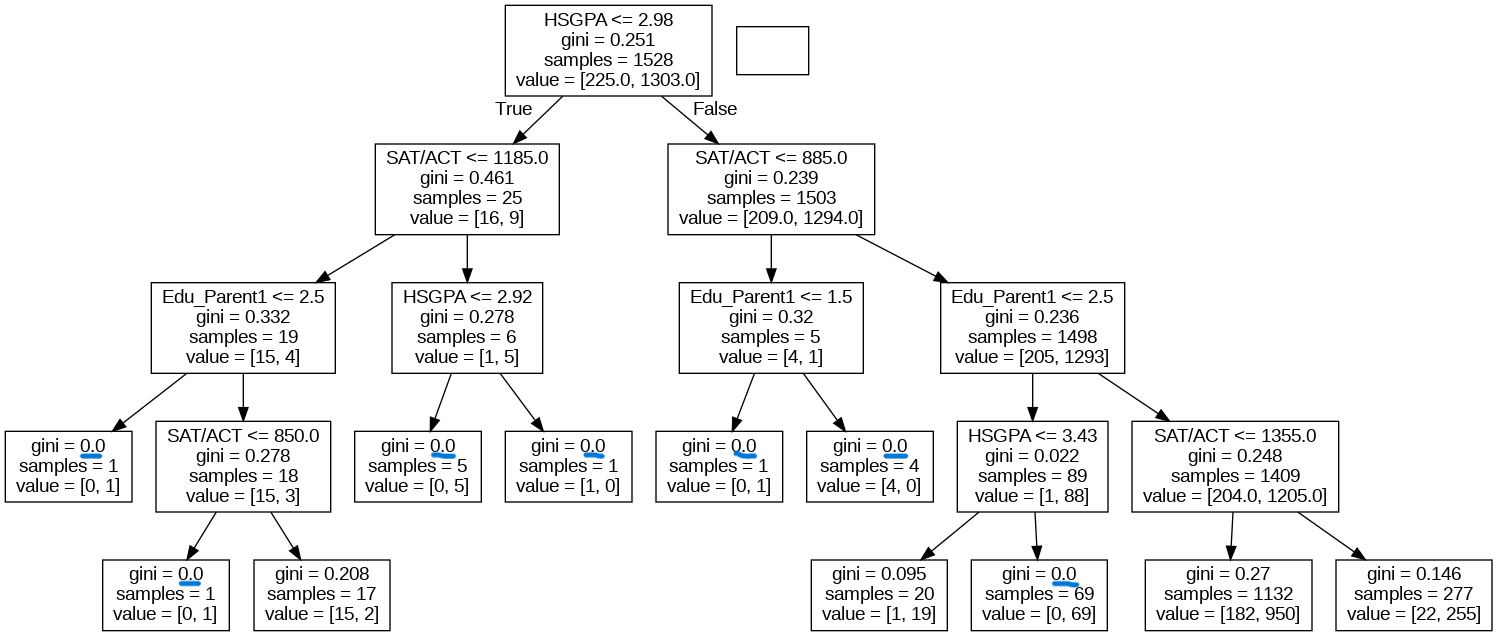 HSGPA <= 2.98
gini = 0.251
samples = 1528
value = [225.0, 1303.0]
True
False
SAT/ACT <= 1185.0
gini = 0.461
samples = 25
value = [16, 9]
SAT/ACT <= 885.0
gini = 0.239
samples = 1503
value = [209.0, 1294.0]
Edu_Parent1 <= 2.5
gini = 0.332
samples = 19
value = [15, 4]
HSGPA <= 2.92
gini = 0.278
samples = 6
value = [1, 5]
Edu_Parent1 <= 1.5
gini = 0.32
samples = 5
value = [4, 1]
Edu_Parent1 <= 2.5
gini = 0.236
samples = 1498
value = [205, 1293]
gini = 0.0
samples = 1
value = [0, 1]
SAT/ACT <= 850.0
gini = 0.278
samples = 18
value = [15, 3]
gini = 0.0
samples = 5
value = [0, 5]
gini = 0.0
samples = 1
value = [1, 0]
gini = 0.0
samples = 1
value = [0, 1]
gini = 0.0
samples = 4
value = [4, 0]
HSGPA <= 3.43
gini = 0.022
samples = 89
value = [1, 88]
SAT/ACT <= 1355.0
gini = 0.248
samples = 1409
value = [204.0, 1205.0]
gini = 0.0
samples = 1
value = [0, 1]
gini = 0.208
samples = 17
value = [15, 2]
gini = 0.095
samples = 20
value = [1, 19]
gini = 0.0
samples = 69
value = [0, 69]
gini = 0.27
samples = 1132
value = [182, 950]
gini = 0.146
samples = 277
value = [22, 255]